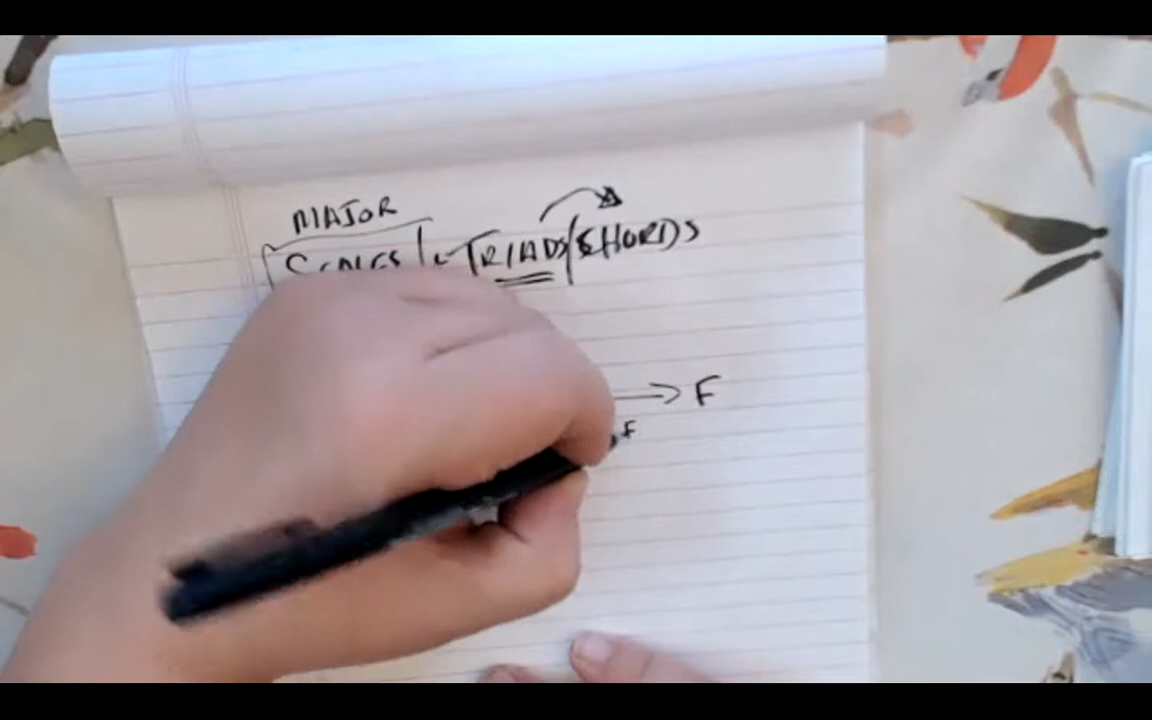 MAJOR
SCALES / & TRIADS / CHORDS
→ F
F